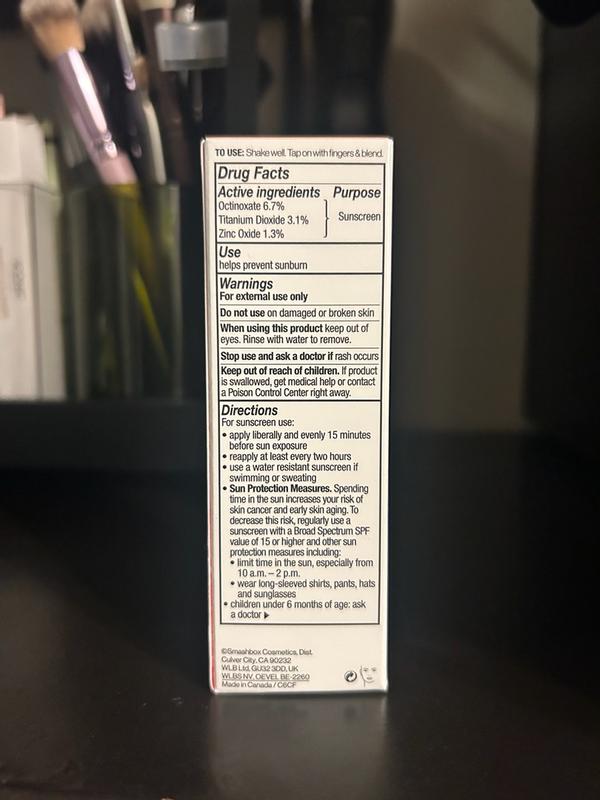 TO USE: Shake well. Tap on with fingers & blend.
Drug Facts
Active ingredients Purpose
Octinoxate 6.7%
Titanium Dioxide 3.1%
Sunscreen
Zinc Oxide 1.3%
Use
helps prevent sunburn
Warnings
For external use only
Do not use on damaged or broken skin
When using this product keep out of
eyes. Rinse with water to remove.
Stop use and ask a doctor if rash occurs
Keep out of reach of children. If product
is swallowed, get medical help or contact
a Poison Control Center right away.
Directions
For sunscreen use:
• apply liberally and evenly 15 minutes
before sun exposure
• reapply at least every two hours
• use a water resistant sunscreen if
swimming or sweating
• Sun Protection Measures. Spending
time in the sun increases your risk of
skin cancer and early skin aging. To
decrease this risk, regularly use a
sunscreen with a Broad Spectrum SPF
value of 15 or higher and other sun
protection measures including:
• limit time in the sun, especially from
10 a.m. – 2 p.m.
• wear long-sleeved shirts, pants, hats
and sunglasses
• children under 6 months of age: ask
a doctor ▶
©Smashbox Cosmetics, Dist.
Culver City, CA 90232
WLB Ltd, GU32 3DD, UK
WLBS NV, OEVEL BE-2260
Made in Canada / C6CF